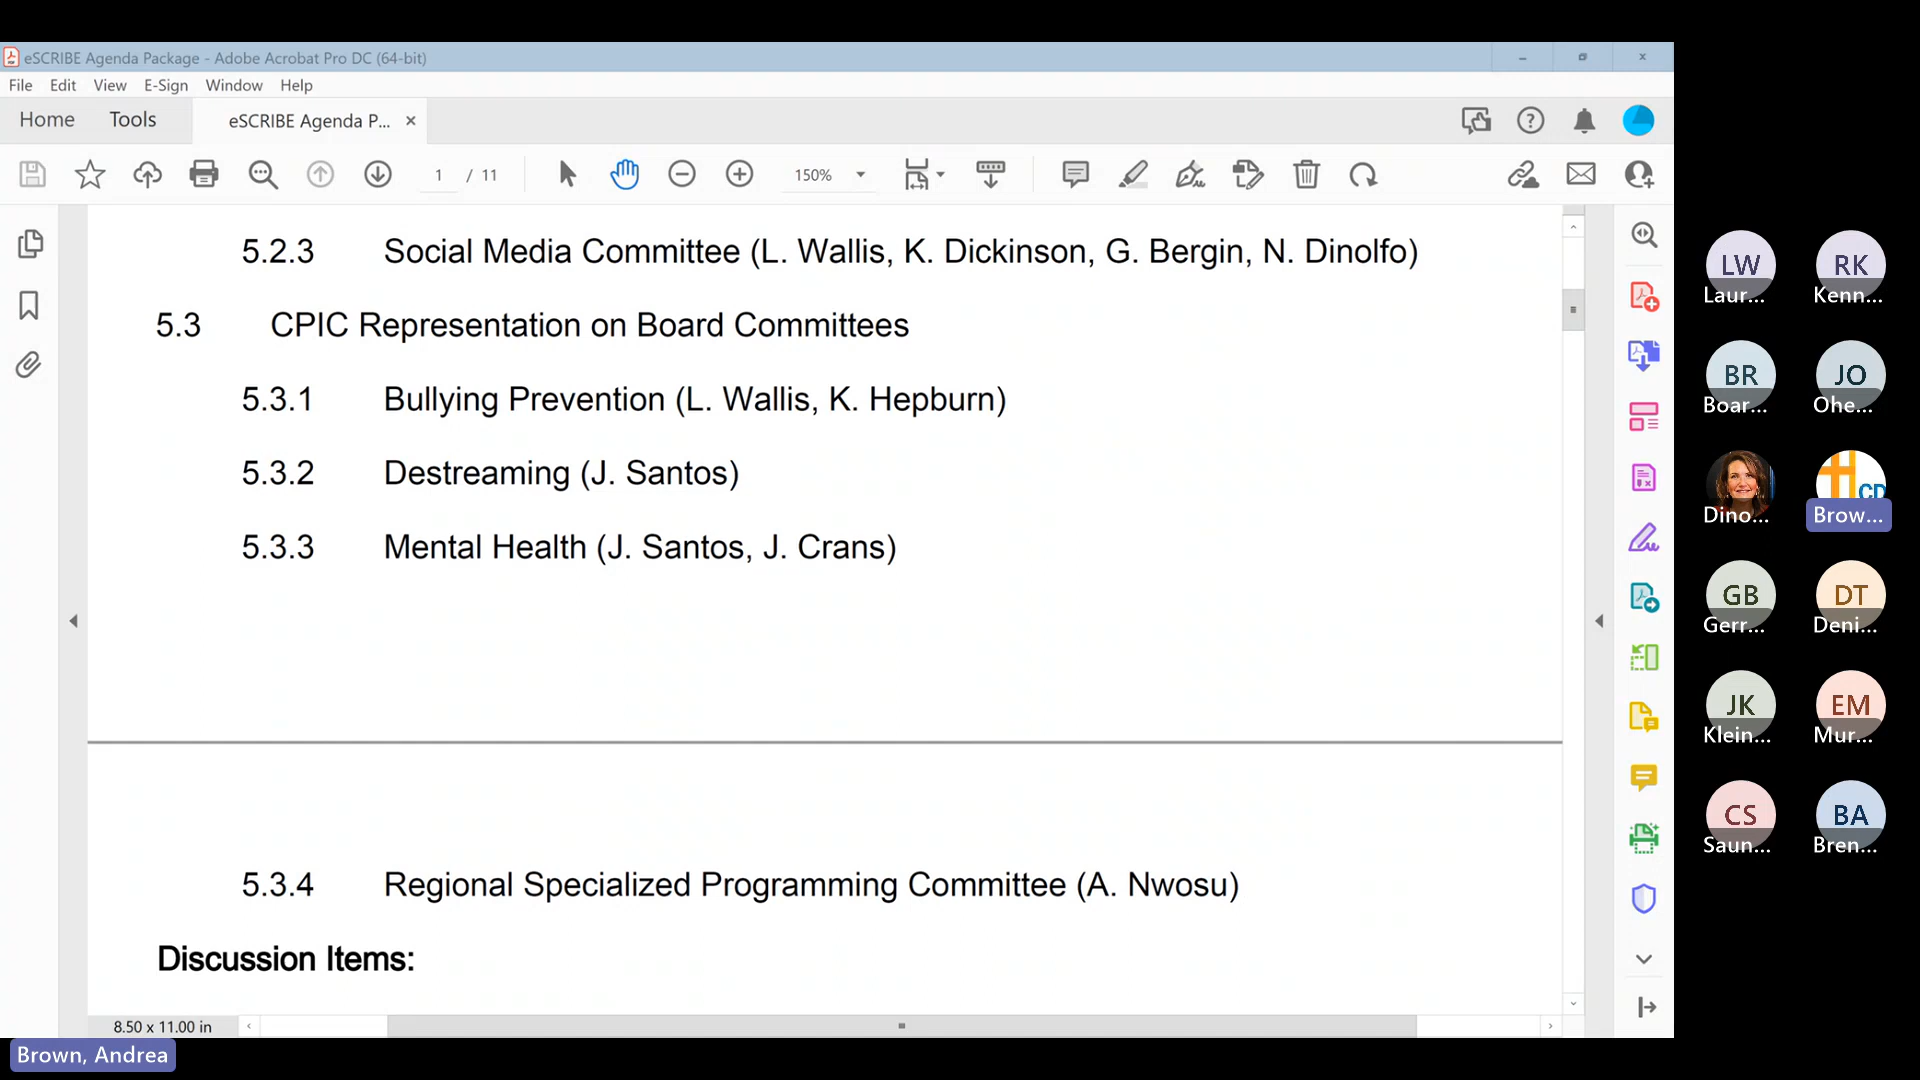 eSCRIBE Agenda Package - Adobe Acrobat Pro DC (64-bit)
File Edit View E-Sign Window Help
Home Tools eSCRIBE Agenda P...
1 / 11 150%
5.2.3 Social Media Committee (L. Wallis, K. Dickinson, G. Bergin, N. Dinolfo)
5.3 CPIC Representation on Board Committees
5.3.1 Bullying Prevention (L. Wallis, K. Hepburn)
5.3.2 Destreaming (J. Santos)
5.3.3 Mental Health (J. Santos, J. Crans)
5.3.4 Regional Specialized Programming Committee (A. Nwosu)
Discussion Items:
8.50 x 11.00 in
Brown, Andrea
LW RK
Laur... Kenn...
BR JO
Boar... Ohe...
CD
Dino... Brow...
GB DT
Gerr... Deni...
JK EM
Klein... Mur...
CS BA
Saun... Bren...